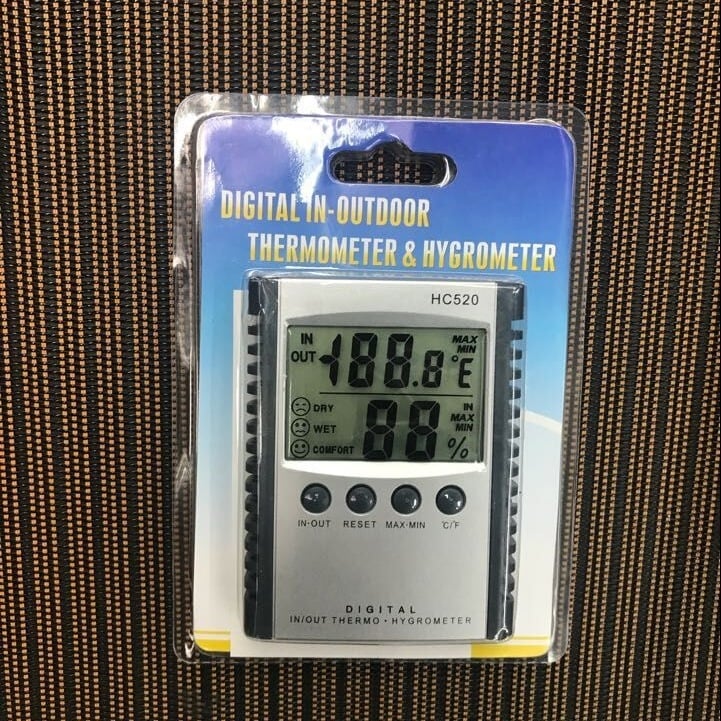 DIGITAL IN-OUTDOOR
THERMOMETER & HYGROMETER
HC520
IN
OUT
-188.8°E
MAX
MIN
DRY
WET
COMFORT
88%
IN
MAX
MIN
IN-OUT RESET MAX-MIN °C/°F
DIGITAL
IN/OUT THERMO · HYGROMETER